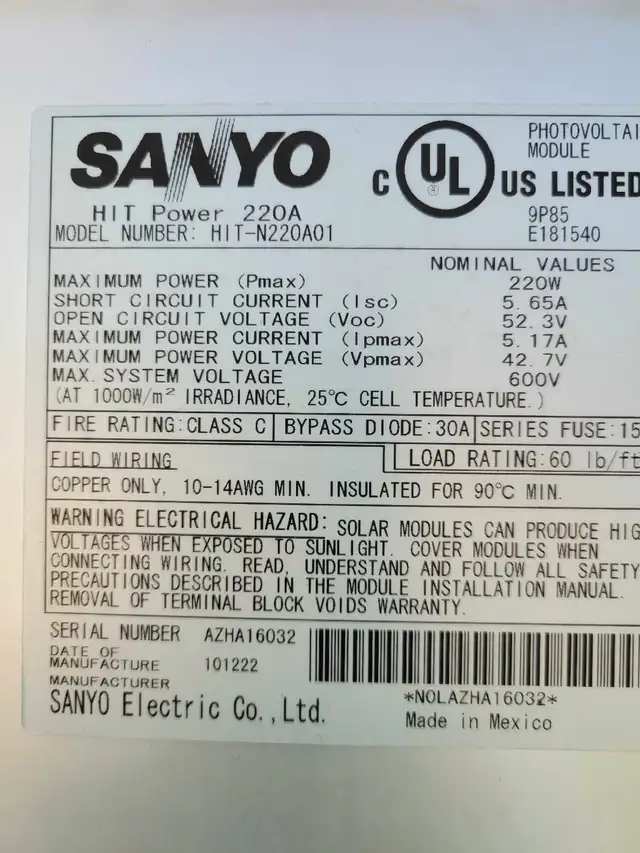 SANYO
HIT Power 220A
MODEL NUMBER: HIT-N220A01
C UL US LISTED
®
PHOTOVOLTAI
MODULE
9P85
E181540
NOMINAL VALUES
MAXIMUM POWER (Pmax) 220W
SHORT CIRCUIT CURRENT (Isc) 5.65A
OPEN CIRCUIT VOLTAGE (Voc) 52.3V
MAXIMUM POWER CURRENT (Ipmax) 5.17A
MAXIMUM POWER VOLTAGE (Vpmax) 42.7V
MAX. SYSTEM VOLTAGE 600V
(AT 1000W/m² IRRADIANCE, 25℃ CELL TEMPERATURE.)
FIRE RATING:CLASS C BYPASS DIODE:30A SERIES FUSE:15
FIELD WIRING LOAD RATING:60 lb/ft
COPPER ONLY, 10-14AWG MIN. INSULATED FOR 90℃ MIN.
WARNING ELECTRICAL HAZARD: SOLAR MODULES CAN PRODUCE HIG
VOLTAGES WHEN EXPOSED TO SUNLIGHT. COVER MODULES WHEN
CONNECTING WIRING. READ, UNDERSTAND AND FOLLOW ALL SAFETY
PRECAUTIONS DESCRIBED IN THE MODULE INSTALLATION MANUAL.
REMOVAL OF TERMINAL BLOCK VOIDS WARRANTY.
SERIAL NUMBER AZHA16032
DATE OF
MANUFACTURE 101222
MANUFACTURER
SANYO Electric Co.,Ltd.
*NOLAZHA16032*
Made in Mexico